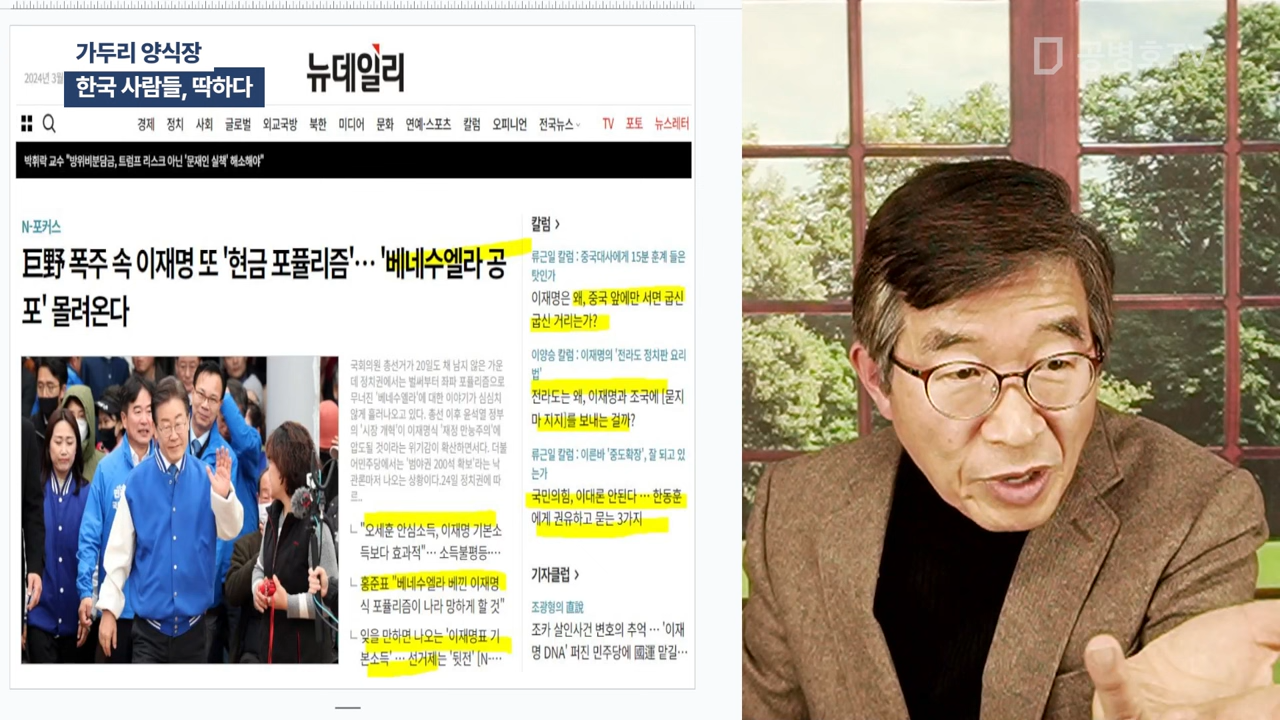 가두리 양식장
한국 사람들, 딱하다
2024년 3월
뉴데일리
경제 정치 사회 글로벌 외교국방 북한 미디어 문화 연예·스포츠 칼럼 오피니언 전국뉴스 TV 포토 뉴스레터
박휘락 교수 "방위비분담금, 트럼프 리스크 아닌 '문재인 실책' 해소해야"
N-포커스
巨野 폭주 속 이재명 또 '현금 포퓰리즘'… '베네수엘라 공
포' 몰려온다
국회의원 총선거가 20일도 채 남지 않은 가운
데 정치권에서는 벌써부터 좌파 포퓰리즘으로
무너진 '베네수엘라'에 대한 이야기가 심심치
않게 흘러나오고 있다. 총선 이후 윤석열 정부
의 '시장 개혁'이 이재명식 '재정 만능주의'에
압도될 것이라는 위기감이 확산하면서다. 더불
어민주당에서는 '범야권 200석 확보'라는 낙
관론마저 나오는 상황이다.24일 정치권에 따
르..
"오세훈 안심소득, 이재명 기본소
득보다 효과적"… 소득불평등·…
홍준표 "베네수엘라 베낀 이재명
식 포퓰리즘이 나라 망하게 할 것"
잊을 만하면 나오는 '이재명표 기
본소득' … 선거제는 '뒷전' [N-…
칼럼 >
류근일 칼럼 : 중국대사에게 15분 훈계 들은
탓인가
이재명은 왜, 중국 앞에만 서면 굽신
굽신 거리는가?
이양승 칼럼 : 이재명의 '전라도 정치판 요리
법'
전라도는 왜, 이재명과 조국에 [묻지
마 지지]를 보내는 걸까?
류근일 칼럼 : 이른바 '중도확장', 잘 되고 있
는가
국민의힘, 이대론 안된다 … 한동훈
에게 권유하고 묻는 3가지
기자클럽 >
조광형의 直說
조카 살인사건 변호의 추억 … '이재
명 DNA' 퍼진 민주당에 國運 맡길…
공병호TV